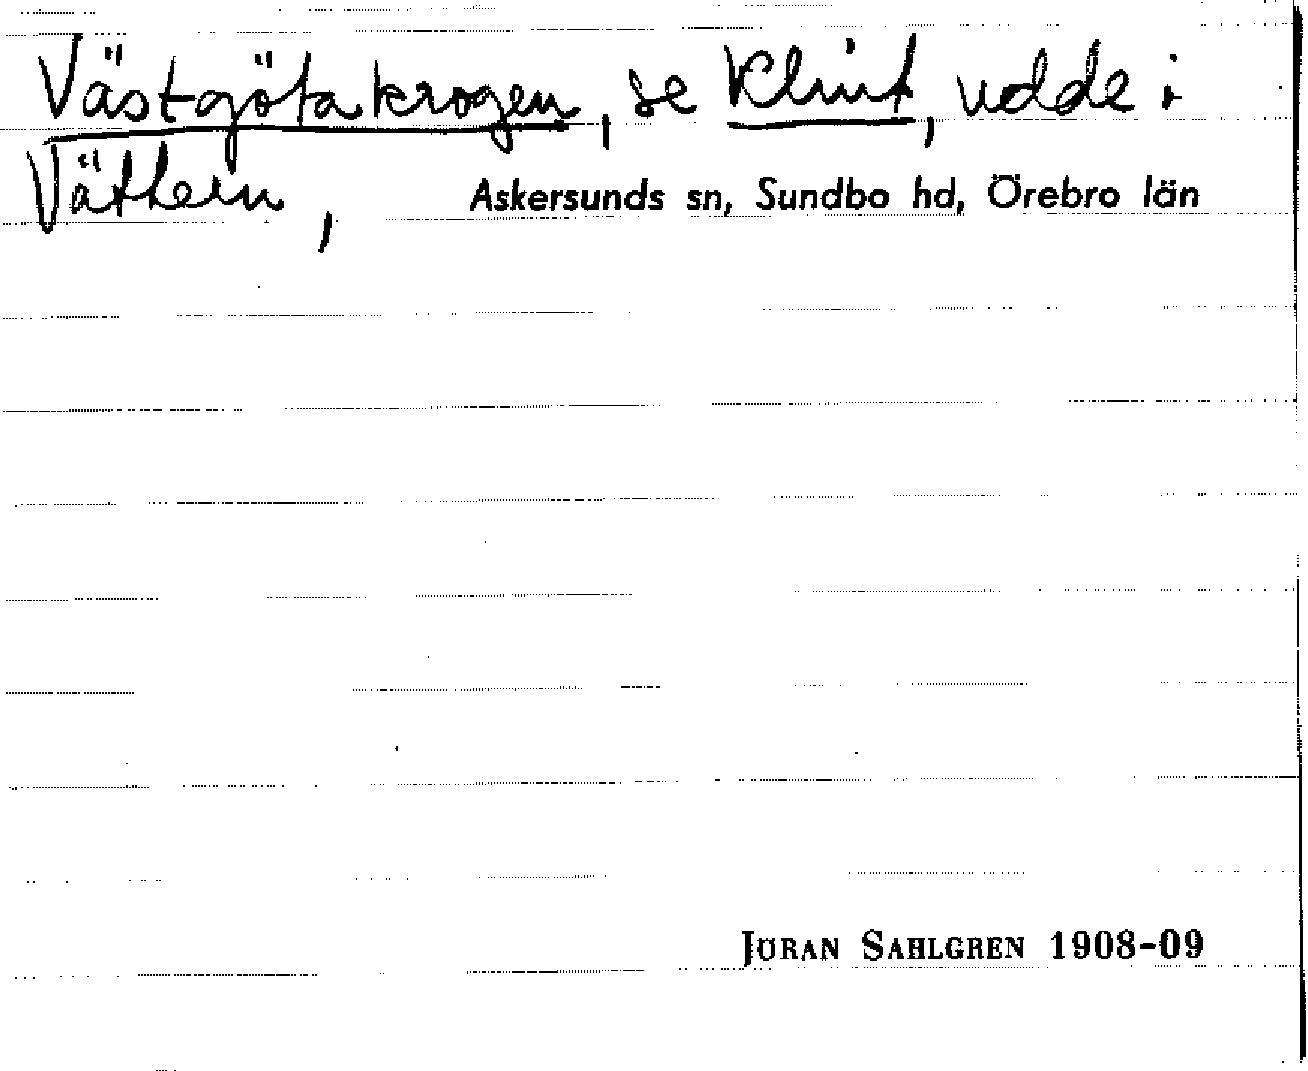 Västgötakrogen, se Klint, udde i
Vättern, Askersunds sn, Sundbo hd, Örebro län
JÖRAN SAHLGREN 1908-09